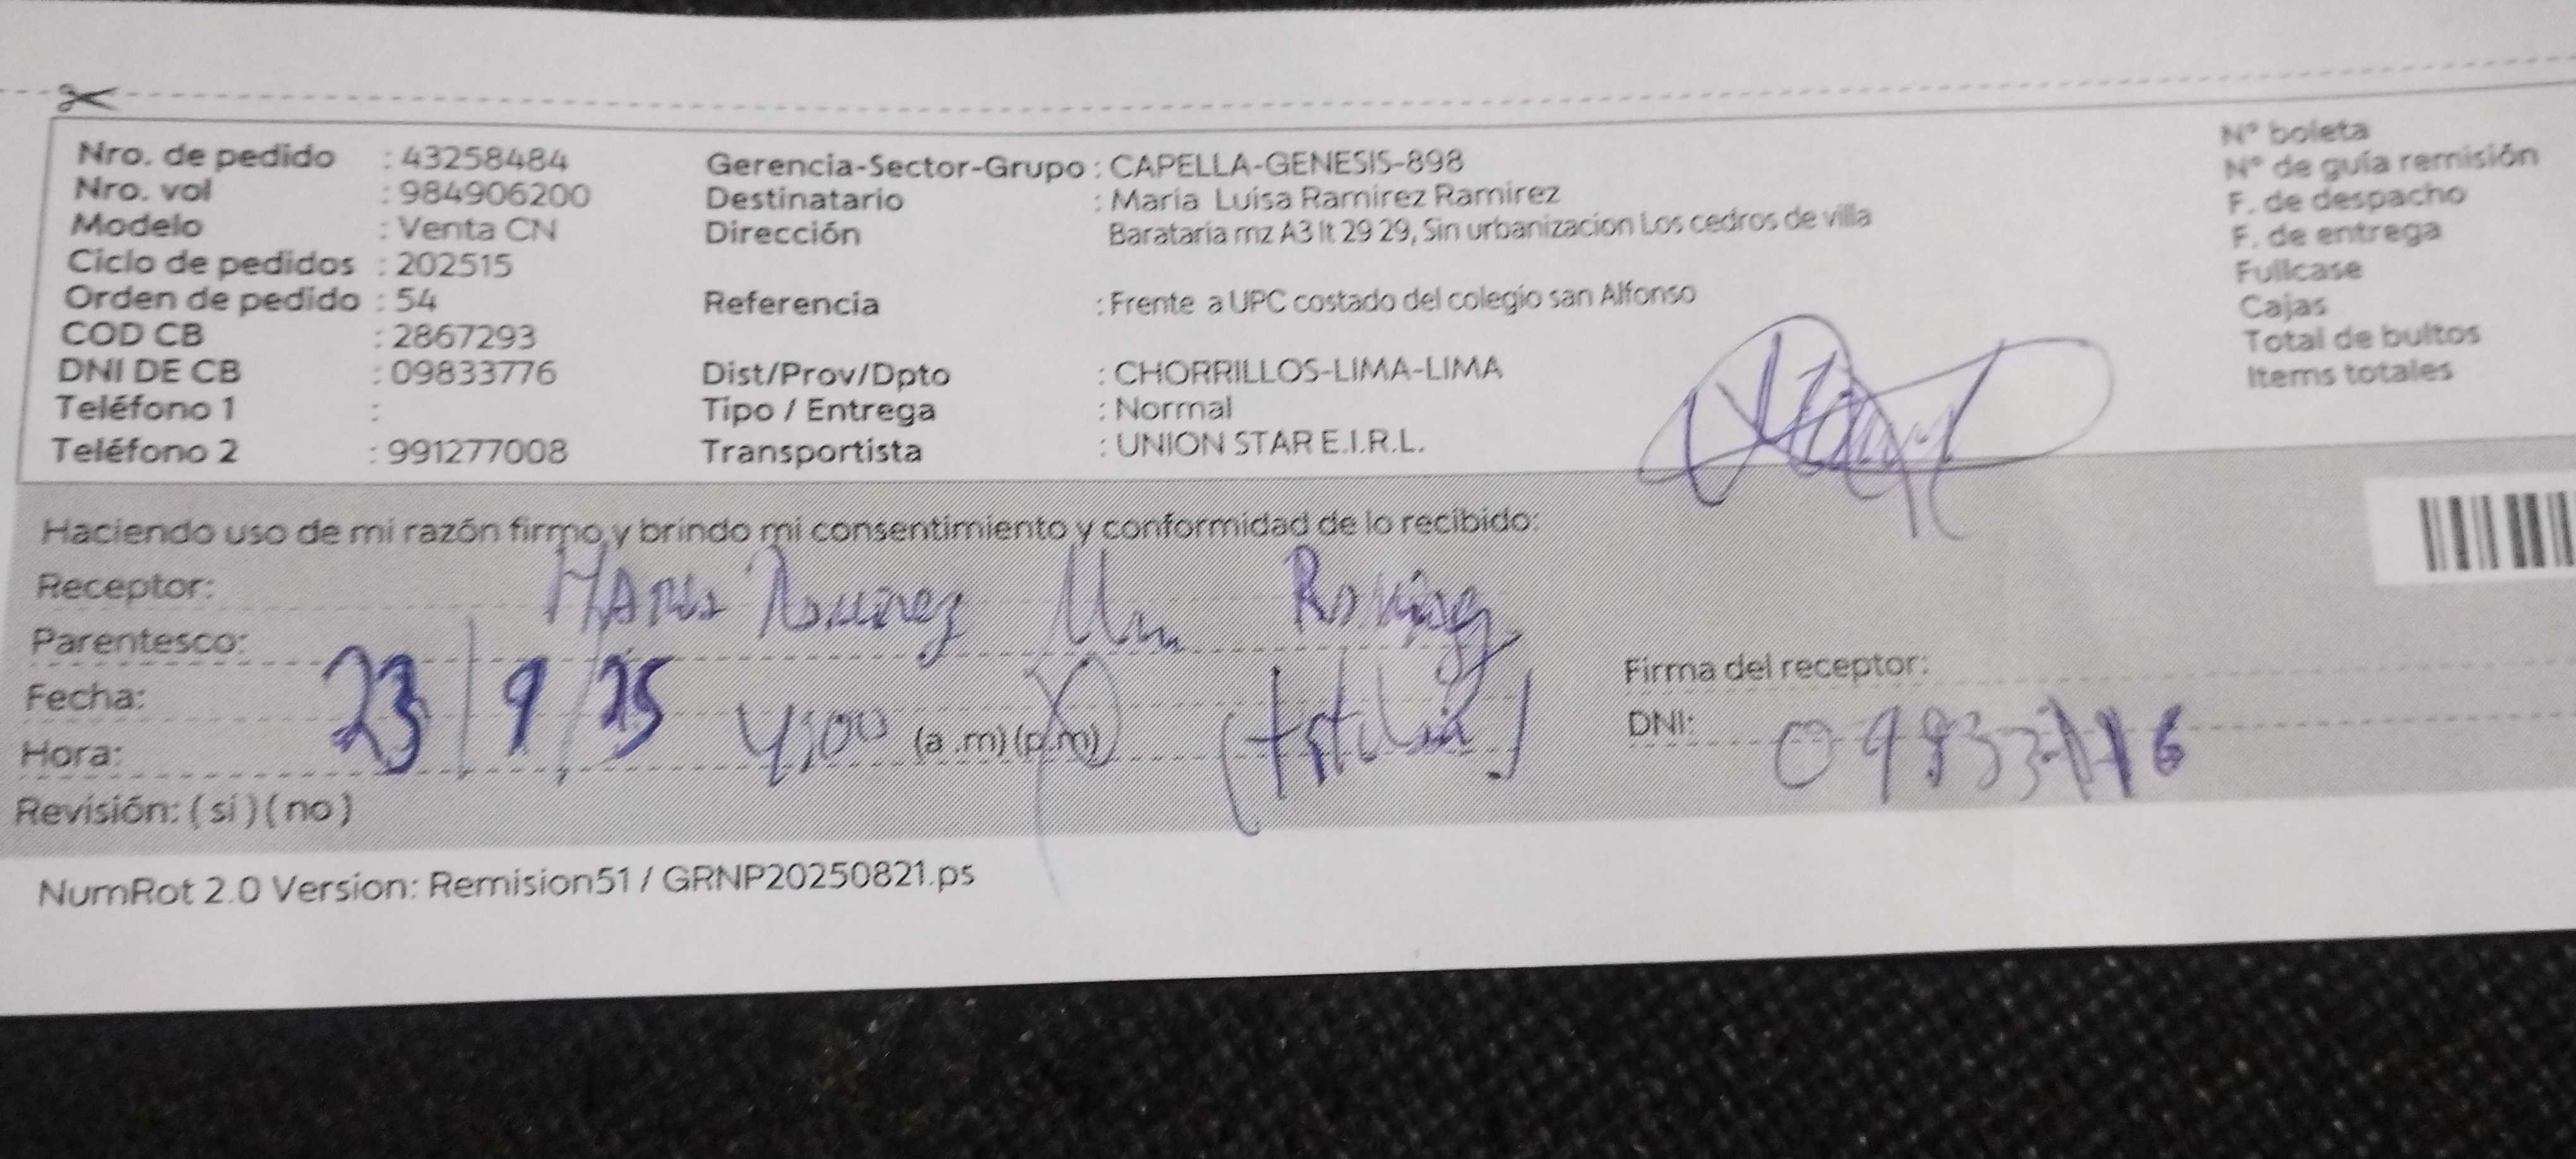 Nro. de pedido : 43258484
Nro. vol : 984906200
Modelo : Venta CN
Ciclo de pedidos : 202515
Orden de pedido : 54
COD CB : 2867293
DNI DE CB : 09833776
Teléfono 1 :
Teléfono 2 : 991277008
Gerencia-Sector-Grupo : CAPELLA-GENESIS-898
Destinatario : Maria Luisa Ramirez Ramirez
Dirección Barataria mz A3 lt 29 29, Sin urbanizacion Los cedros de villa
Referencia : Frente a UPC costado del colegio san Alfonso
Dist/Prov/Dpto : CHORRILLOS-LIMA-LIMA
Tipo / Entrega : Normal
Transportista : UNION STAR E.I.R.L.
N° boleta
N° de guía remisión
F. de despacho
F. de entrega
Fullcase
Cajas
Total de bultos
Items totales
Haciendo uso de mi razón firmo y brindo mi consentimiento y conformidad de lo recibido:
Receptor:
Parentesco:
Fecha: 23/9/25
Hora: (a.m)(p.m)
Revisión: (si)(no)
Firma del receptor:
DNI:
NumRot 2.0 Version: Remision51 / GRNP20250821.ps